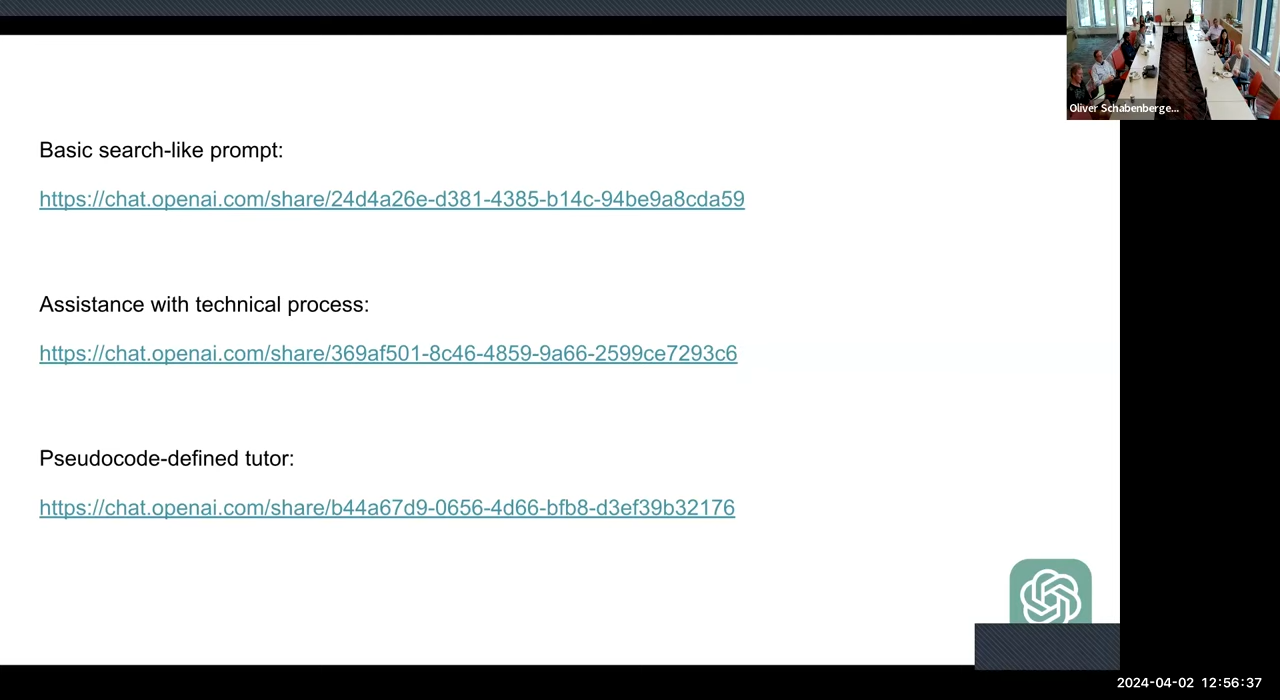 Oliver Schabenberge...
Basic search-like prompt:
https://chat.openai.com/share/24d4a26e-d381-4385-b14c-94be9a8cda59
Assistance with technical process:
https://chat.openai.com/share/369af501-8c46-4859-9a66-2599ce7293c6
Pseudocode-defined tutor:
https://chat.openai.com/share/b44a67d9-0656-4d66-bfb8-d3ef39b32176
2024-04-02 12:56:37